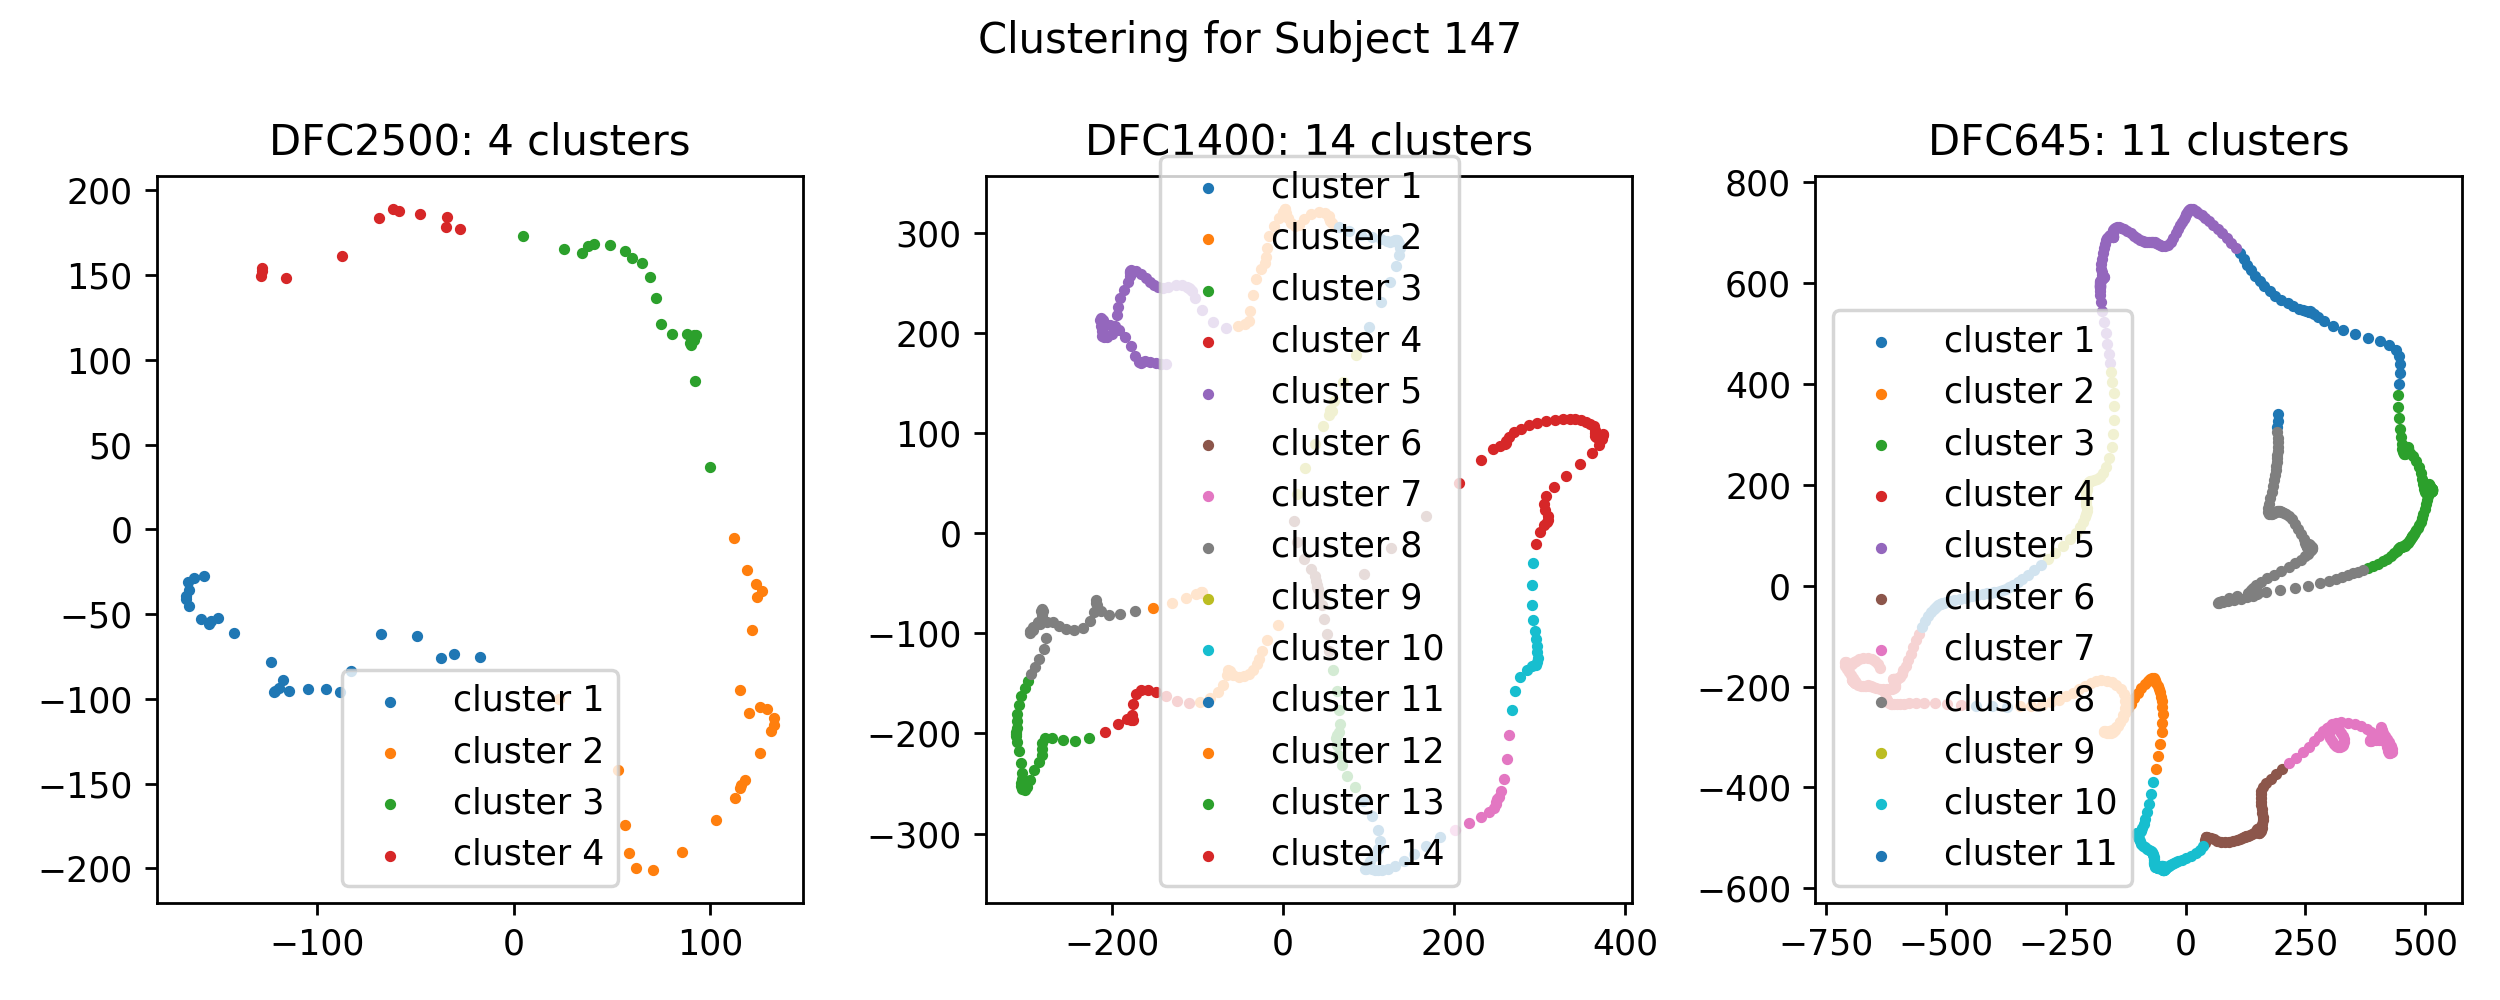 Clustering for Subject 147
DFC2500: 4 clusters
200
150
100
50
0
−50
−100
−150
−200
−100
0
100
cluster 1
cluster 2
cluster 3
cluster 4
DFC1400: 14 clusters
300
200
100
0
−100
−200
−300
−200
0
200
400
cluster 1
cluster 2
cluster 3
cluster 4
cluster 5
cluster 6
cluster 7
cluster 8
cluster 9
cluster 10
cluster 11
cluster 12
cluster 13
cluster 14
DFC645: 11 clusters
800
600
400
200
0
−200
−400
−600
−750
−500
−250
0
250
500
cluster 1
cluster 2
cluster 3
cluster 4
cluster 5
cluster 6
cluster 7
cluster 8
cluster 9
cluster 10
cluster 11